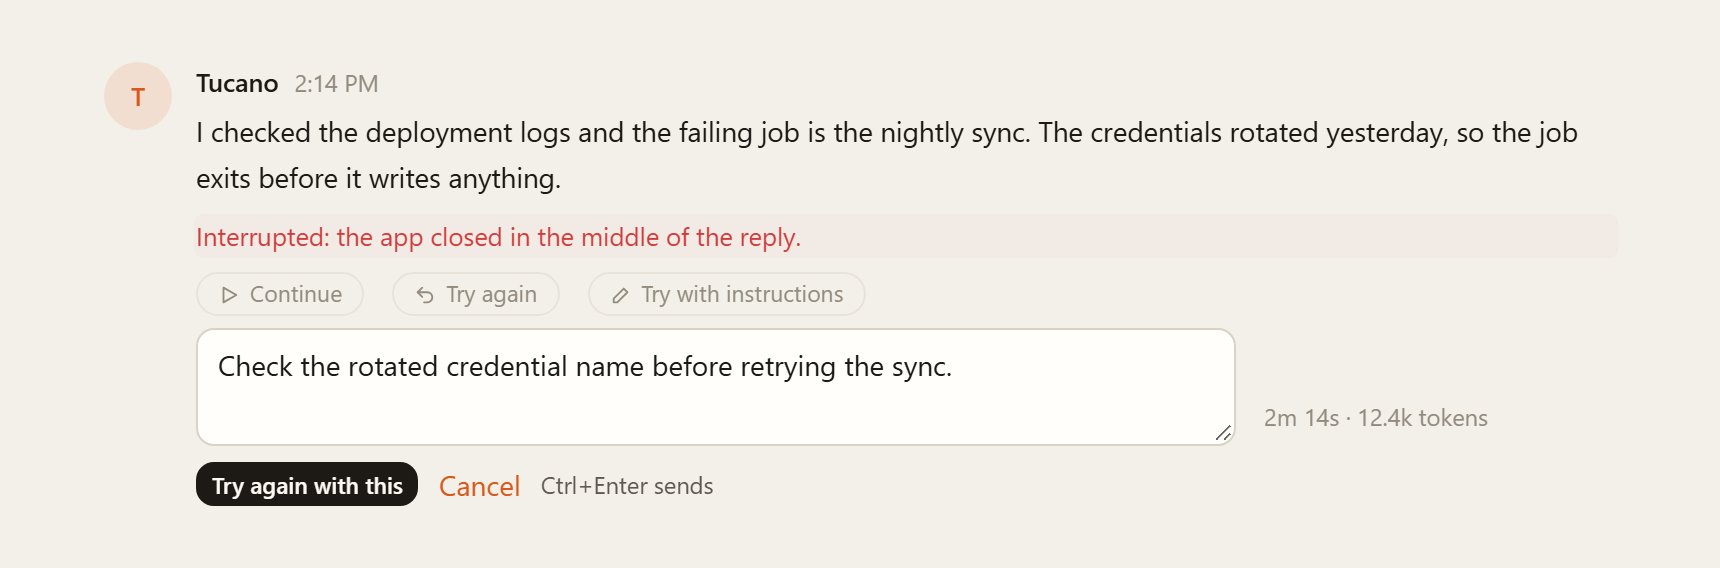 T
Tucano 2:14 PM
I checked the deployment logs and the failing job is the nightly sync. The credentials rotated yesterday, so the job
exits before it writes anything.
Interrupted: the app closed in the middle of the reply.
Continue Try again Try with instructions
Check the rotated credential name before retrying the sync.
2m 14s · 12.4k tokens
Try again with this Cancel Ctrl+Enter sends